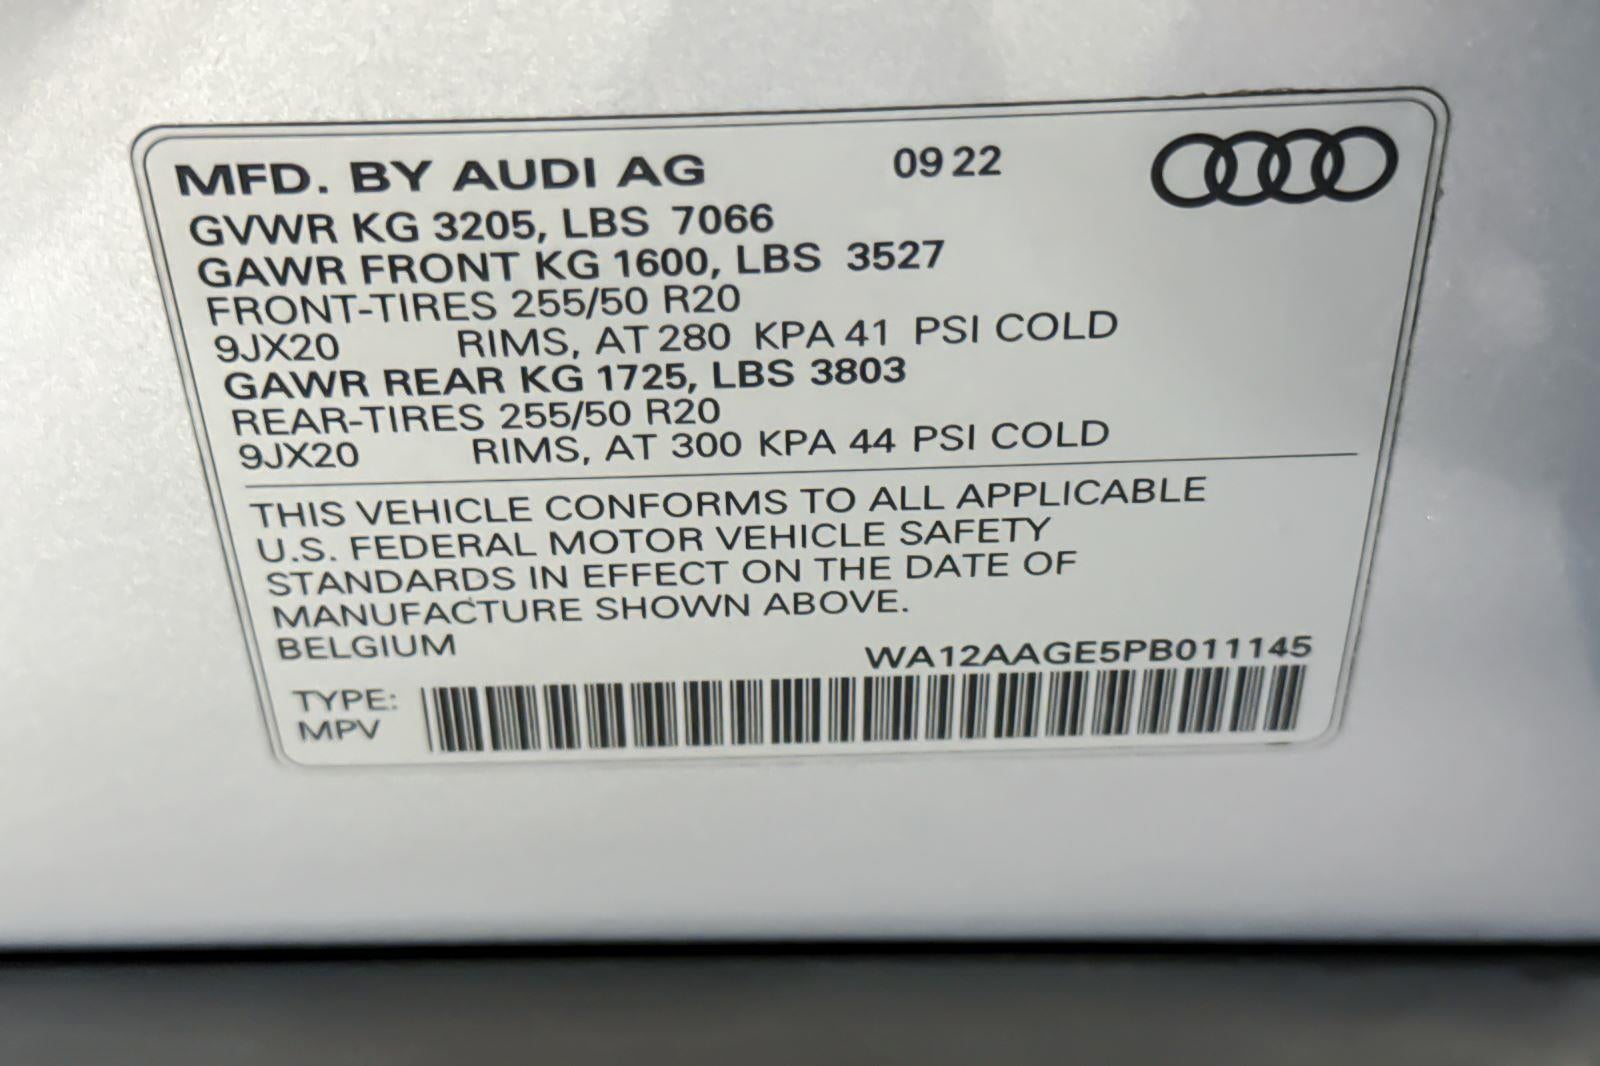 MFD. BY AUDI AG 09 22
GVWR KG 3205, LBS 7066
GAWR FRONT KG 1600, LBS 3527
FRONT-TIRES 255/50 R20
9JX20 RIMS, AT 280 KPA 41 PSI COLD
GAWR REAR KG 1725, LBS 3803
REAR-TIRES 255/50 R20
9JX20 RIMS, AT 300 KPA 44 PSI COLD
THIS VEHICLE CONFORMS TO ALL APPLICABLE
U.S. FEDERAL MOTOR VEHICLE SAFETY
STANDARDS IN EFFECT ON THE DATE OF
MANUFACTURE SHOWN ABOVE.
BELGIUM
WA12AAGE5PB011145
TYPE:
MPV